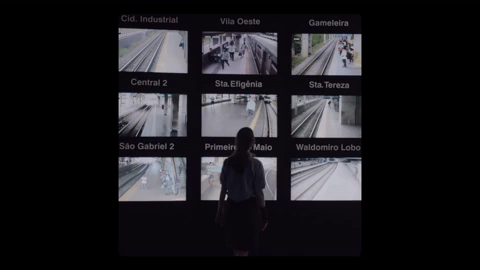 Cid. Industrial
Vila Oeste
Gameleira
Central 2
Sta.Efigênia
Sta.Tereza
São Gabriel 2
Primeiro Maio
Waldomiro Lobo